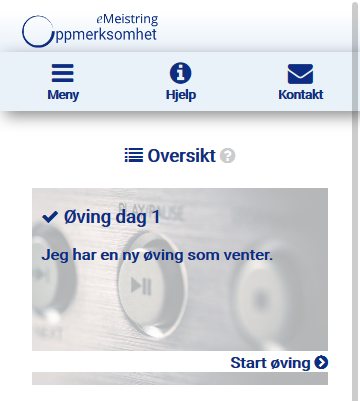 eMeistring
Oppmerksomhet
Meny
Hjelp
Kontakt
Oversikt ?
PLAY/PAUSE
Øving dag 1
Jeg har en ny øving som venter.
Start øving